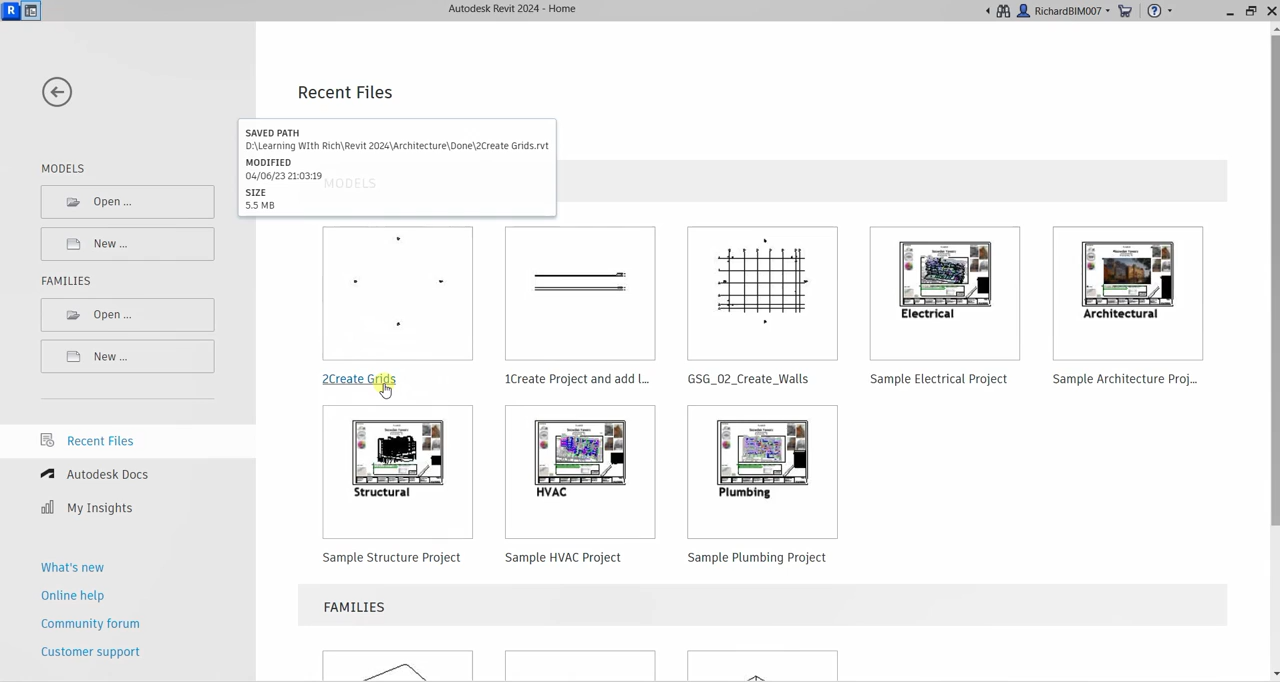 R
Autodesk Revit 2024 - Home
RichardBIM007
?
Recent Files
SAVED PATH
D:\Learning WIth Rich\Revit 2024\Architecture\Done\2Create Grids.rvt
MODIFIED
04/06/23 21:03:19
SIZE
5.5 MB
MODELS
MODELS
Open ...
New ...
FAMILIES
Open ...
New ...
Recent Files
Autodesk Docs
My Insights
What's new
Online help
Community forum
Customer support
Electrical
Architectural
2Create Grids
1Create Project and add l...
GSG_02_Create_Walls
Sample Electrical Project
Sample Architecture Proj...
Structural
HVAC
Plumbing
Sample Structure Project
Sample HVAC Project
Sample Plumbing Project
FAMILIES